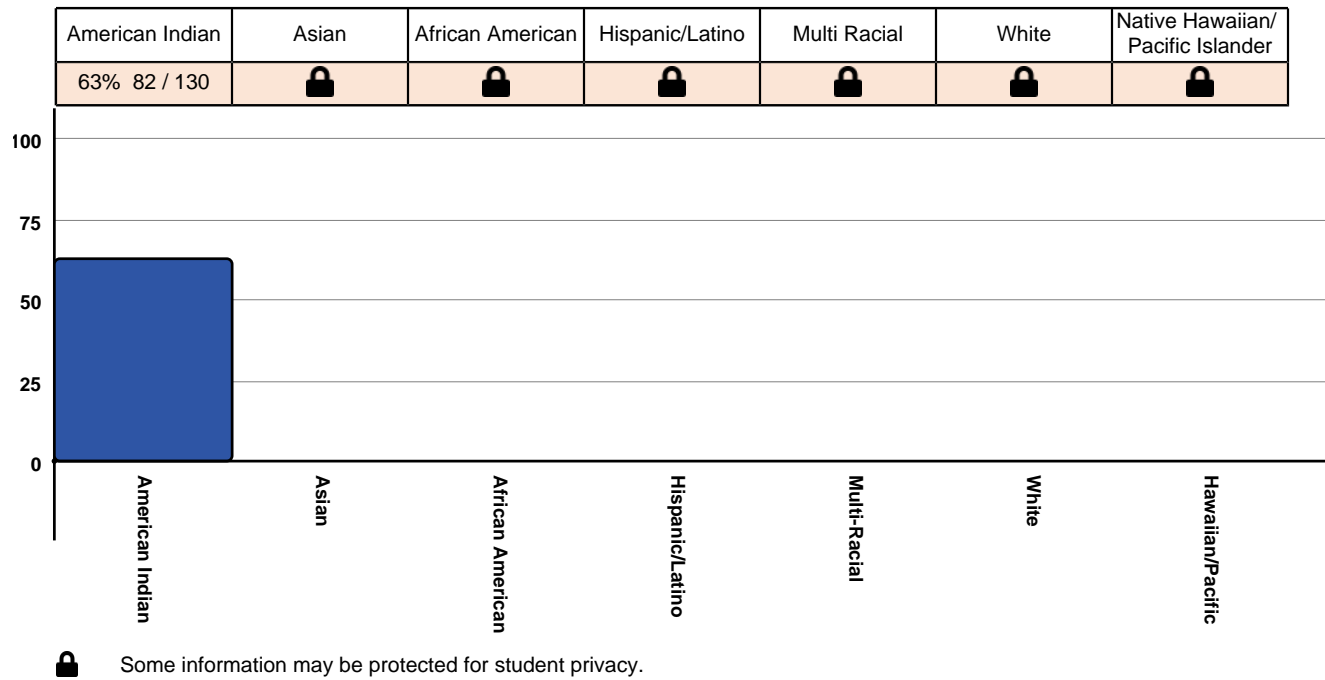 American Indian Asian African American Hispanic/Latino Multi Racial White Native Hawaiian/
Pacific Islander
63% 82 / 130
100
75
50
25
0
American Indian
Asian
African American
Hispanic/Latino
Multi-Racial
White
Hawaiian/Pacific
Some information may be protected for student privacy.